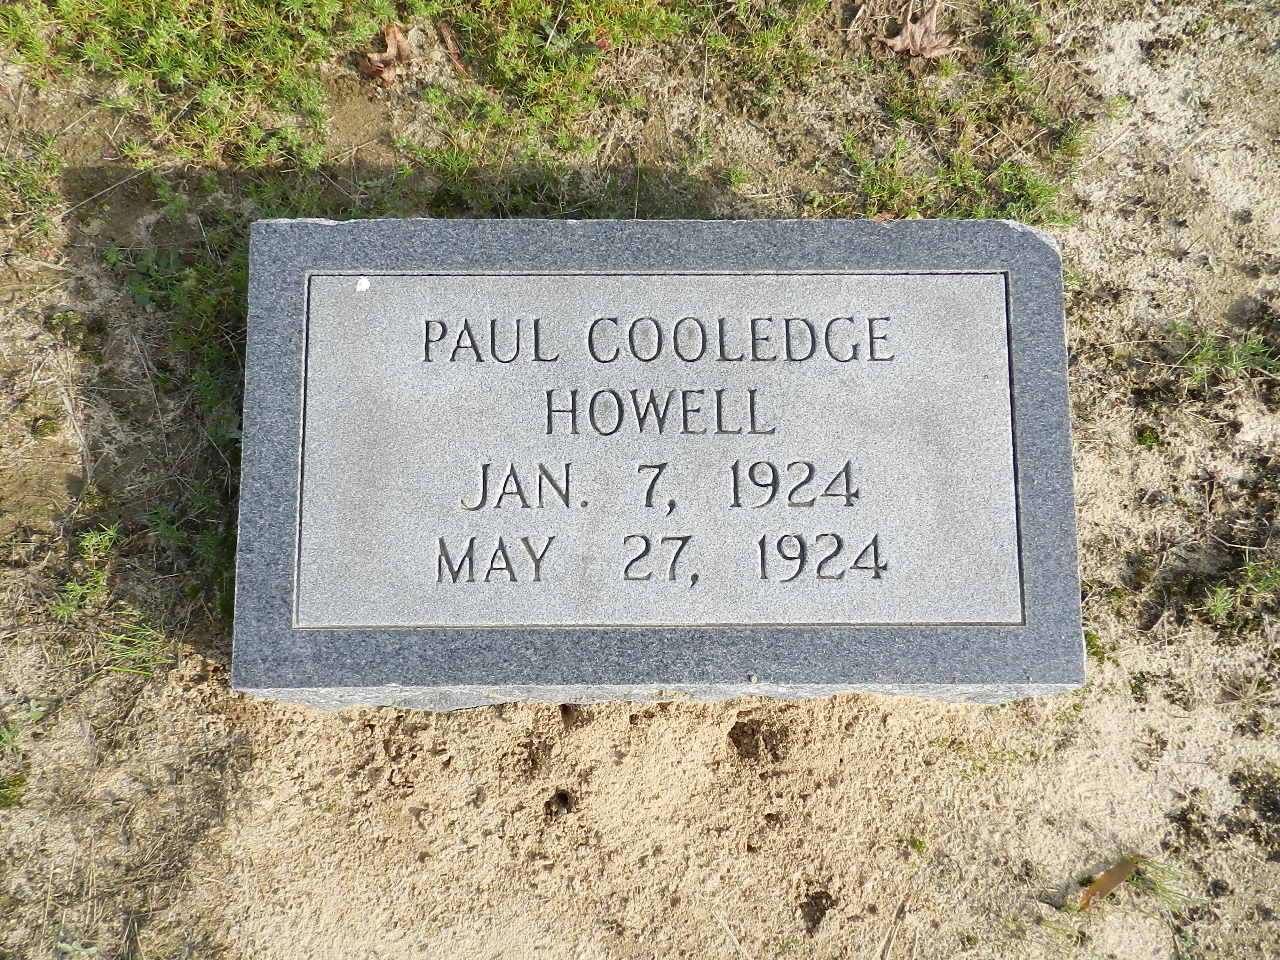 PAUL COOLEDGE
HOWELL
JAN. 7, 1924
MAY 27, 1924